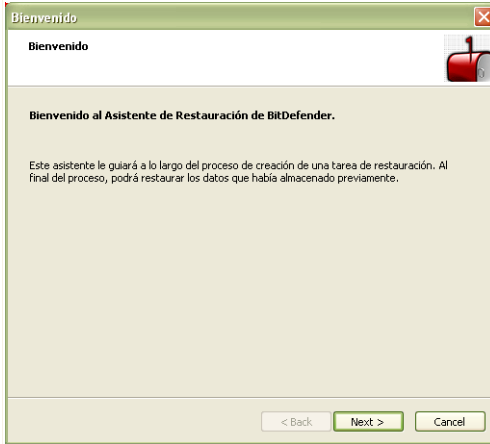 Bienvenido
Bienvenido
Bienvenido al Asistente de Restauración de BitDefender.
Este asistente le guiará a lo largo del proceso de creación de una tarea de restauración. Al
final del proceso, podrá restaurar los datos que había almacenado previamente.
< Back
Next >
Cancel